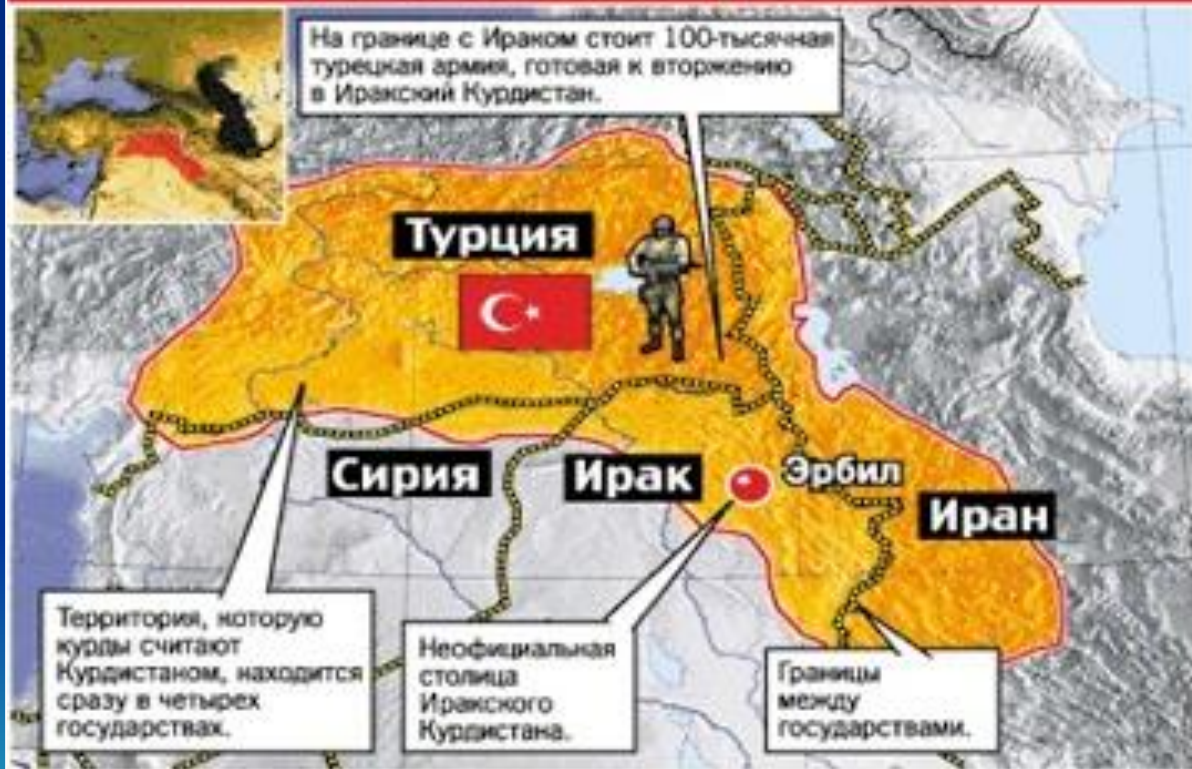 На границе с Ираком стоит 100-тысячная
турецкая армия, готовая к вторжению
в Иракский Курдистан.
Турция
Сирия
Ирак
Эрбил
Иран
Территория, которую
курды считают
Курдистаном, находится
сразу в четырех
государствах.
Неофициальная
столица
Иракского
Курдистана.
Границы
между
государствами.